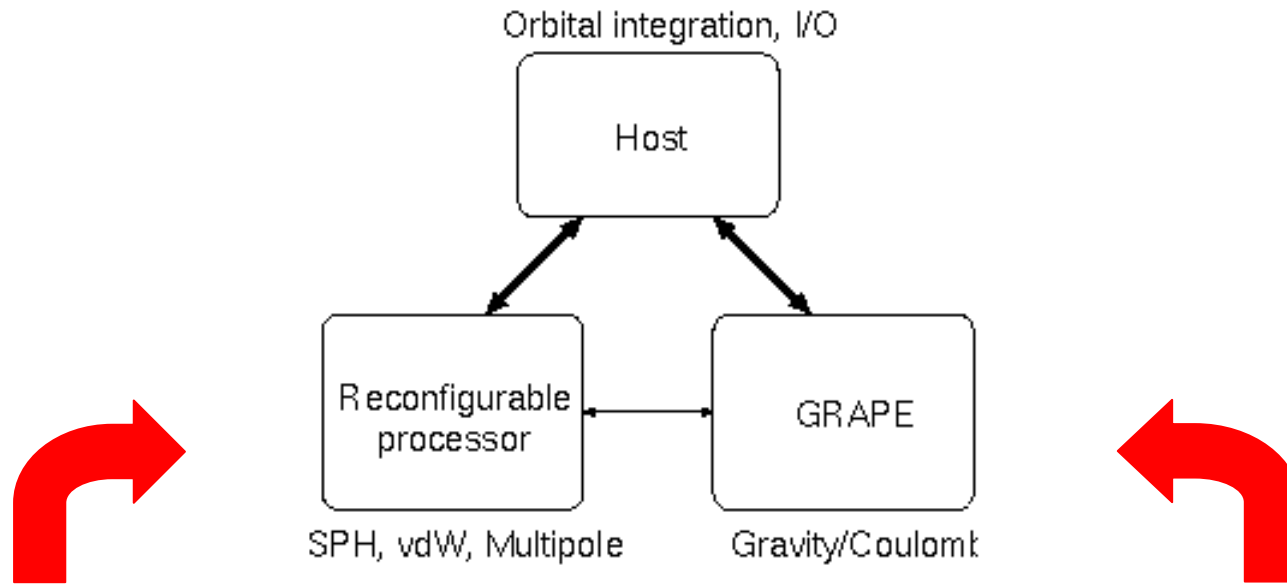 Orbital integration, I/O
Host
Reconfigurable
processor
GRAPE
SPH, vdW, Multipole
Gravity/Coulomb